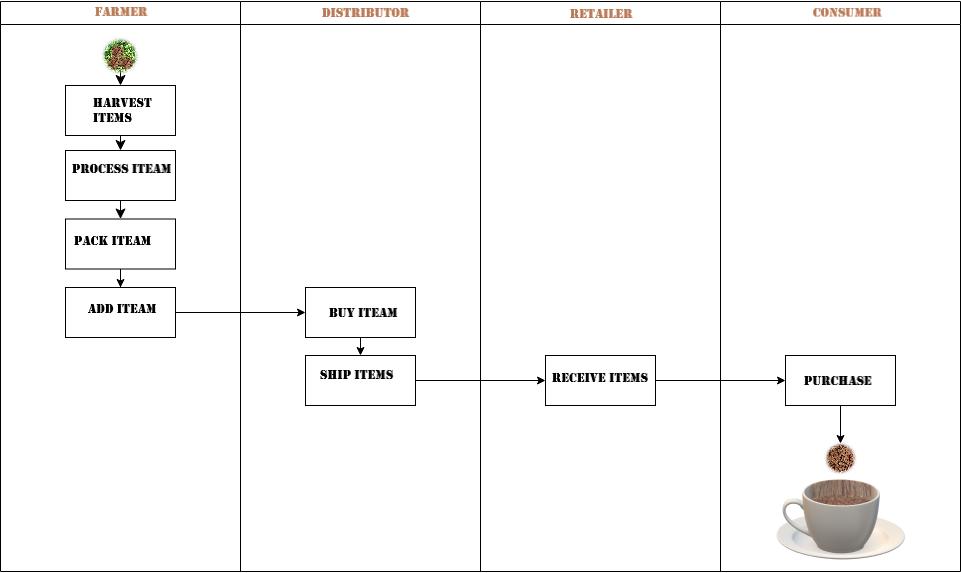 FARMER
DISTRIBUTOR
RETAILER
CONSUMER
HARVEST
ITEMS
PROCESS ITEAM
PACK ITEAM
ADD ITEAM
BUY ITEAM
SHIP ITEMS
RECEIVE ITEMS
PURCHASE